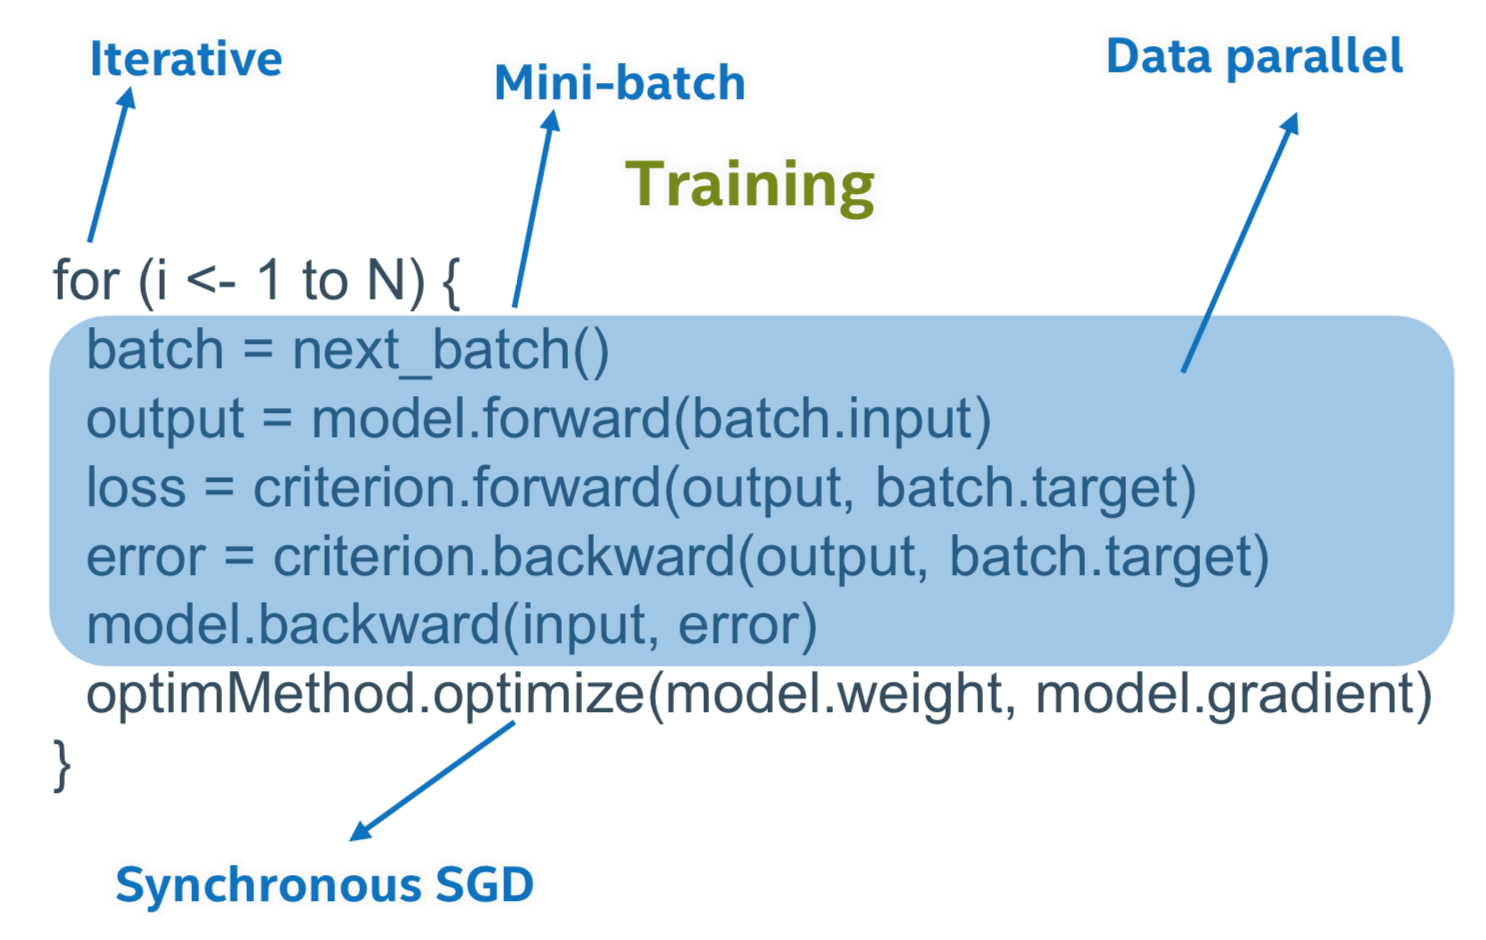 Iterative
Mini-batch
Data parallel
Training
for (i <- 1 to N) {
batch = next_batch()
output = model.forward(batch.input)
loss = criterion.forward(output, batch.target)
error = criterion.backward(output, batch.target)
model.backward(input, error)
optimMethod.optimize(model.weight, model.gradient)
}
Synchronous SGD